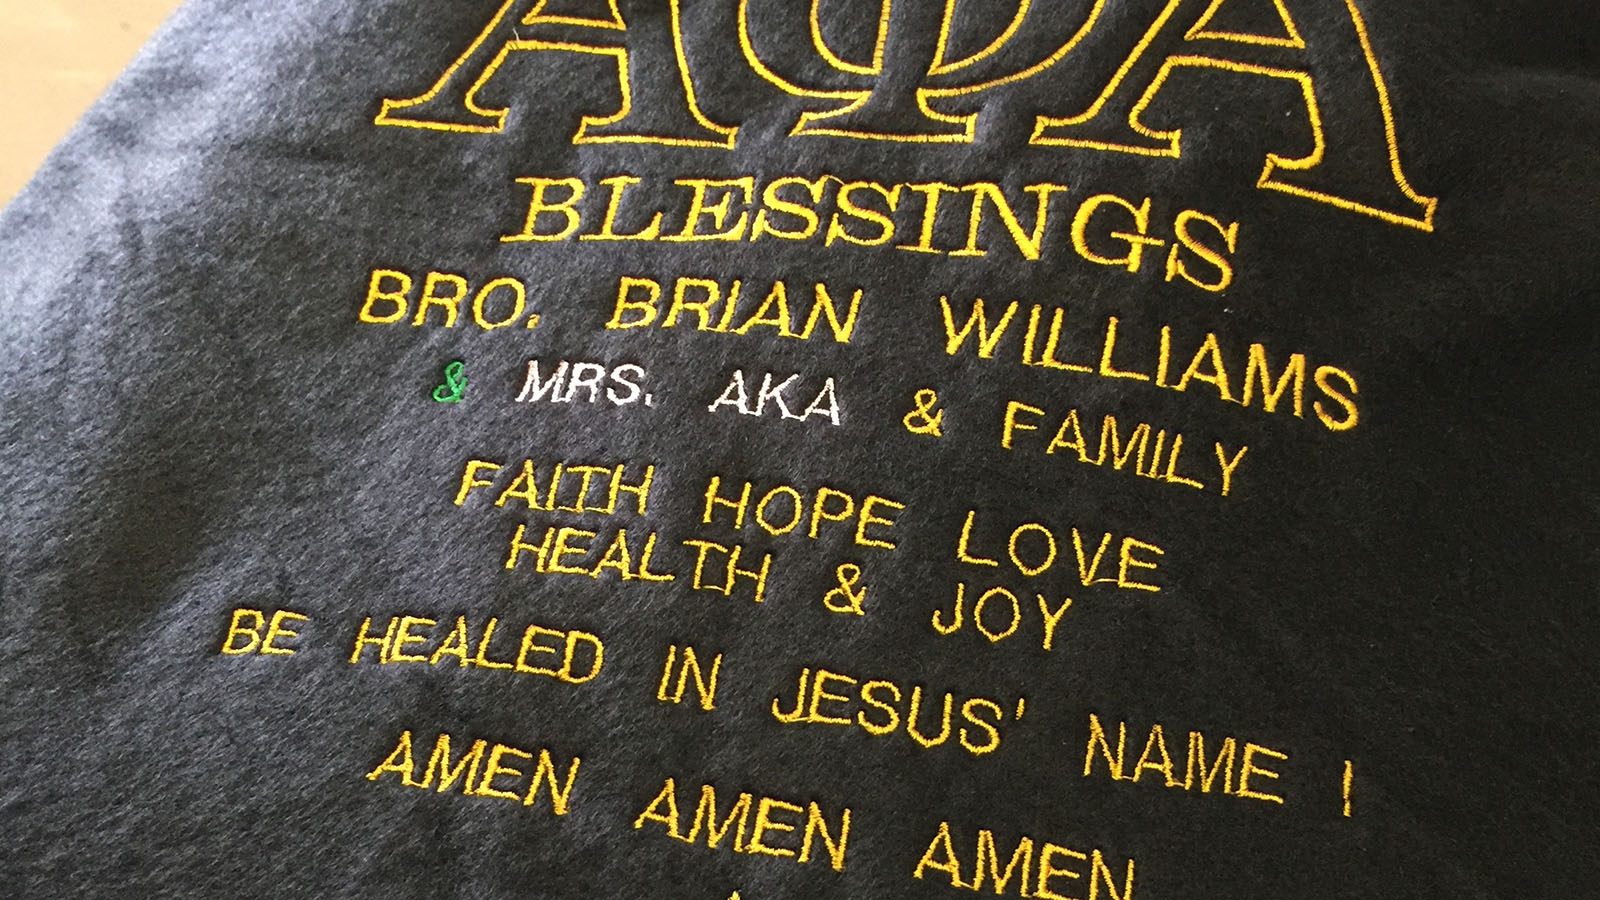 ΑΦΑ
BLESSINGS
BRO. BRIAN WILLIAMS
& MRS. AKA & FAMILY
FAITH HOPE LOVE
HEALTH & JOY
BE HEALED IN JESUS' NAME !
AMEN AMEN AMEN